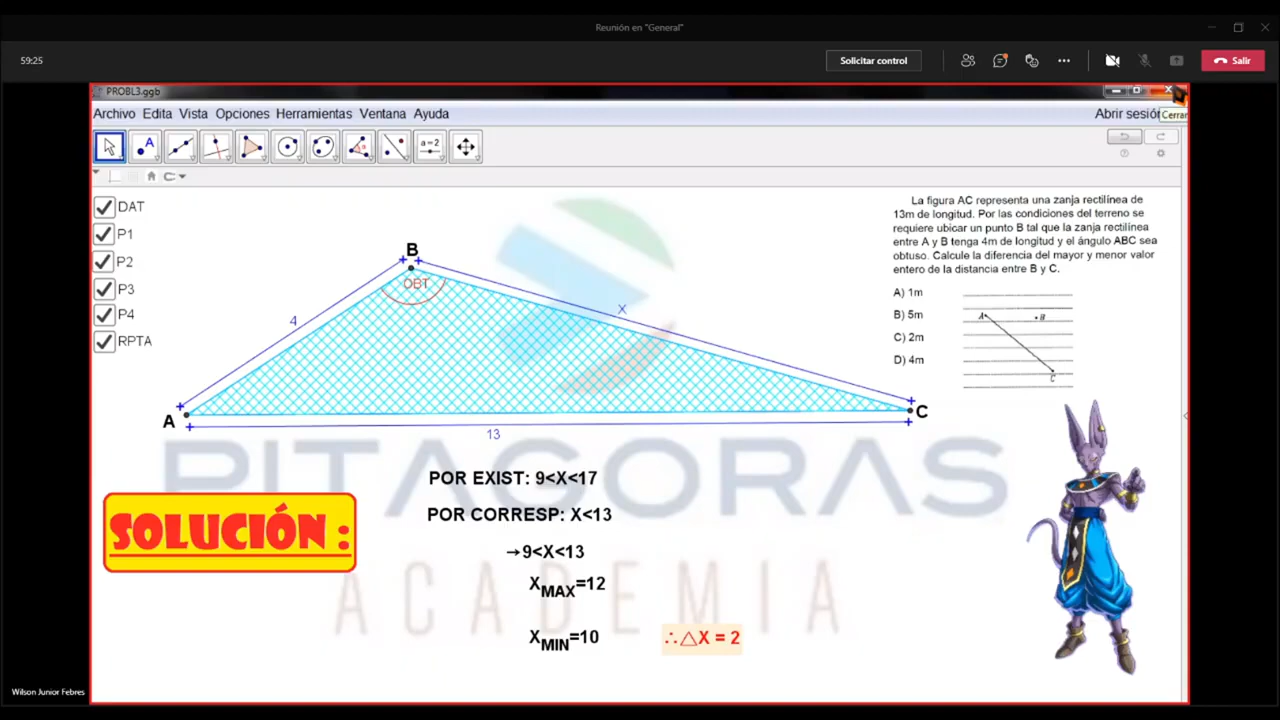 Reunión en "General"
59:25
Solicitar control
Salir
PROBL3.ggb
Archivo Edita Vista Opciones Herramientas Ventana Ayuda
Abrir sesión
Cerrar
A
a=2
DAT
P1
P2
P3
P4
RPTA
La figura AC representa una zanja rectilínea de
13m de longitud. Por las condiciones del terreno se
requiere ubicar un punto B tal que la zanja rectilínea
entre A y B tenga 4m de longitud y el ángulo ABC sea
obtuso. Calcule la diferencia del mayor y menor valor
entero de la distancia entre B y C.
A) 1m
B) 5m
C) 2m
D) 4m
A
B
C
B
OBT
4
X
A
C
13
PITAGORAS
ACADEMIA
POR EXIST: 9<X<17
POR CORRESP: X<13
→9<X<13
XMAX=12
XMIN=10
∴△X = 2
SOLUCIÓN :
Wilson Junior Febres